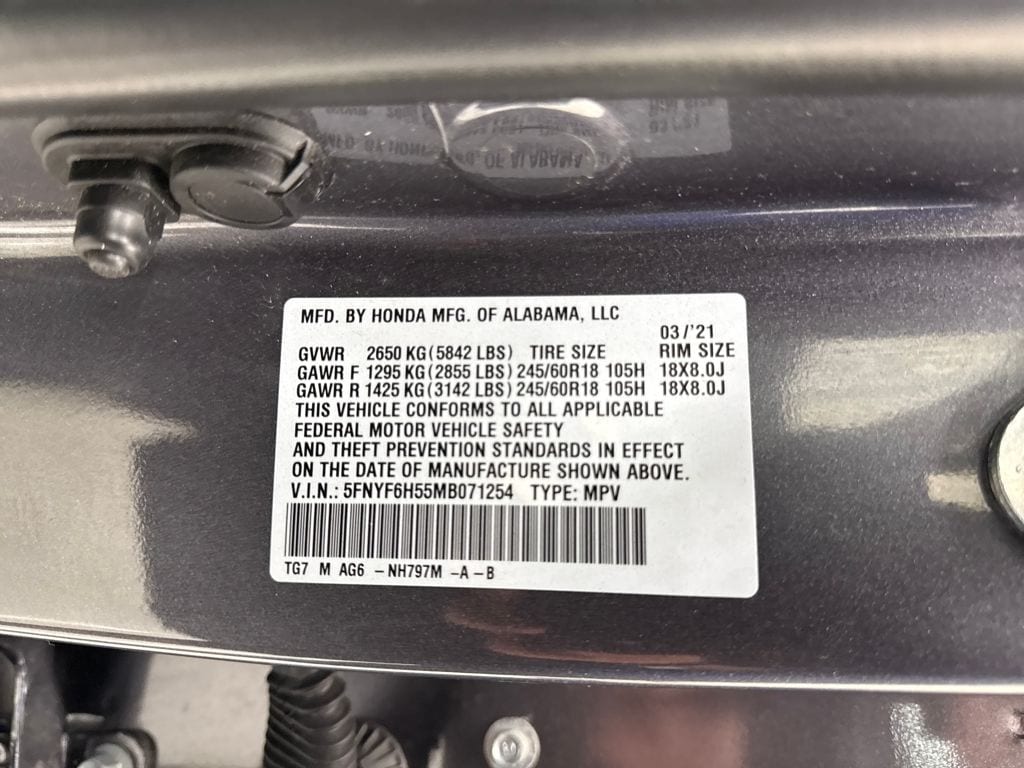 MFD. BY HONDA MFG. OF ALABAMA, LLC
03/'21
GVWR 2650 KG (5842 LBS) TIRE SIZE RIM SIZE
GAWR F 1295 KG (2855 LBS) 245/60R18 105H 18X8.0J
GAWR R 1425 KG (3142 LBS) 245/60R18 105H 18X8.0J
THIS VEHICLE CONFORMS TO ALL APPLICABLE
FEDERAL MOTOR VEHICLE SAFETY
AND THEFT PREVENTION STANDARDS IN EFFECT
ON THE DATE OF MANUFACTURE SHOWN ABOVE.
V.I.N.: 5FNYF6H55MB071254 TYPE: MPV
TG7 M AG6 -NH797M -A-B